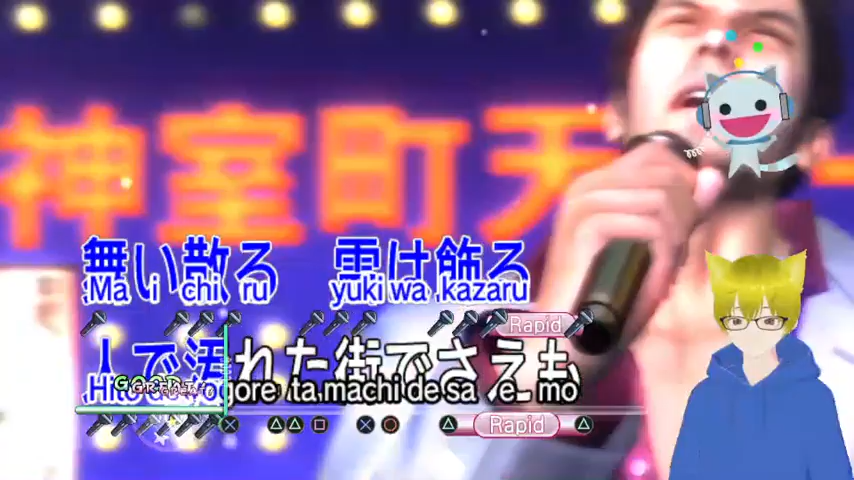 神室町天
舞い散る 雪は飾る
Ma i chi ru yuki wa kazaru
Rapid
人で汚れた街でさえも
gore ta machi de sa e mo
Rapid